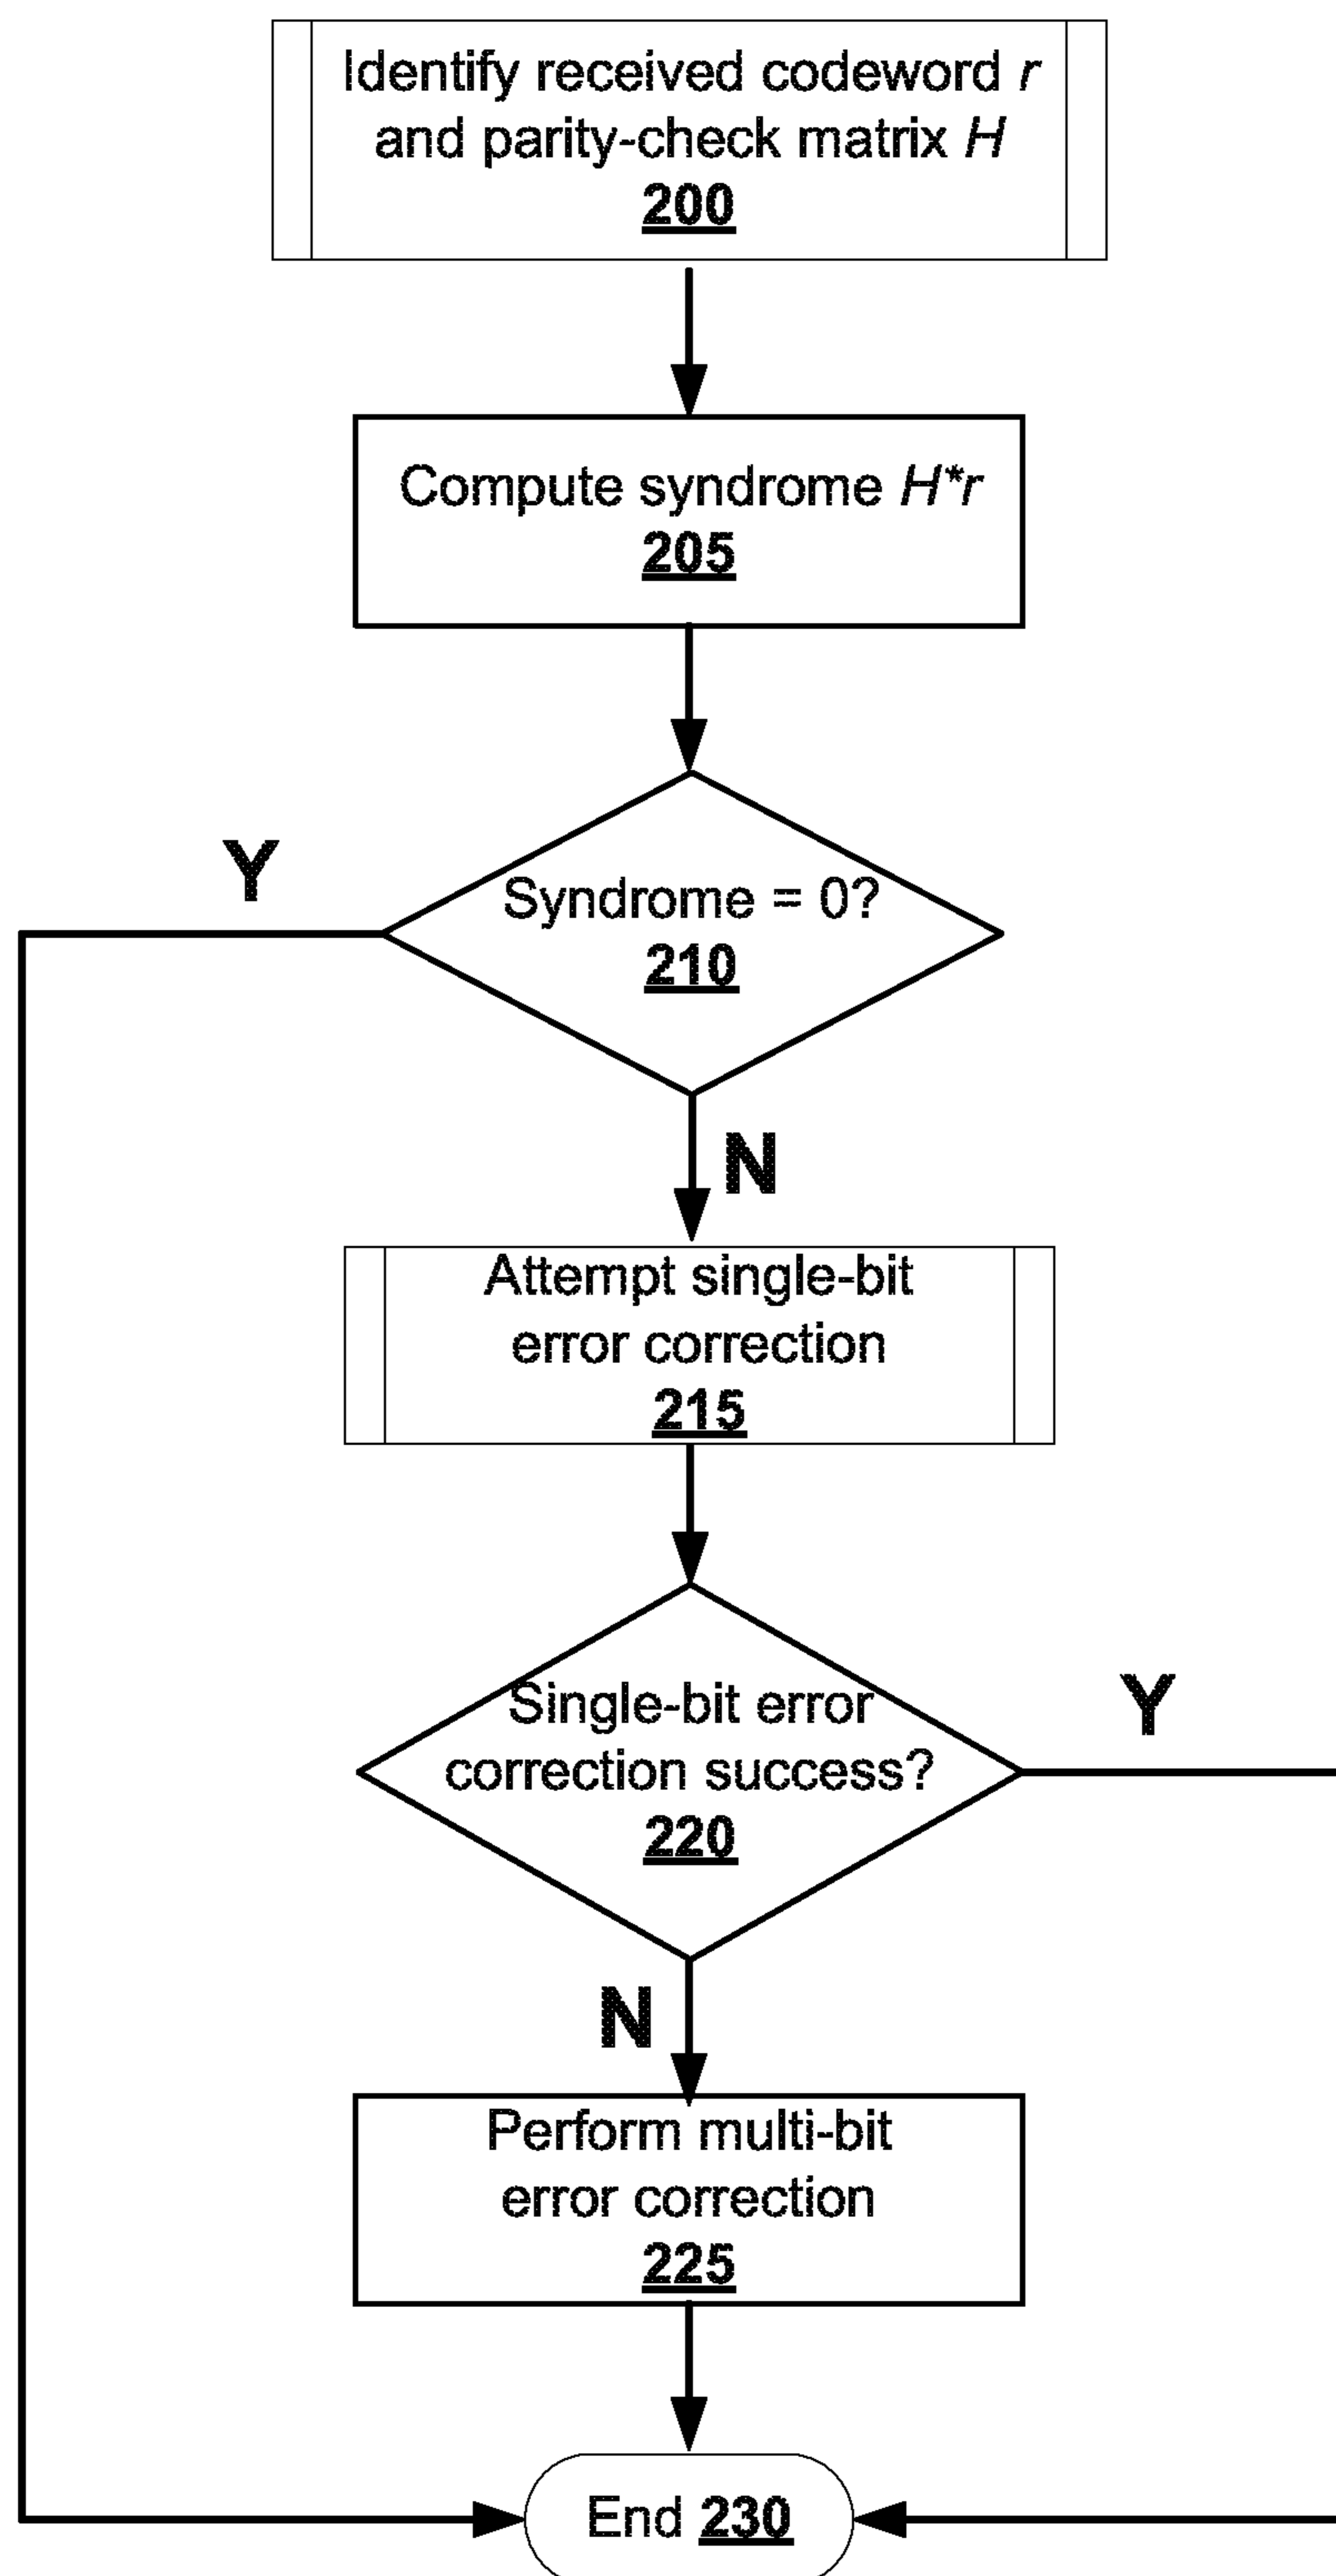 Identify received codeword r
and parity-check matrix H
200
Compute syndrome H*r
205
Y
Syndrome = 0?
210
N
Attempt single-bit
error correction
215
Single-bit error
correction success?
220
Y
N
Perform multi-bit
error correction
225
End 230